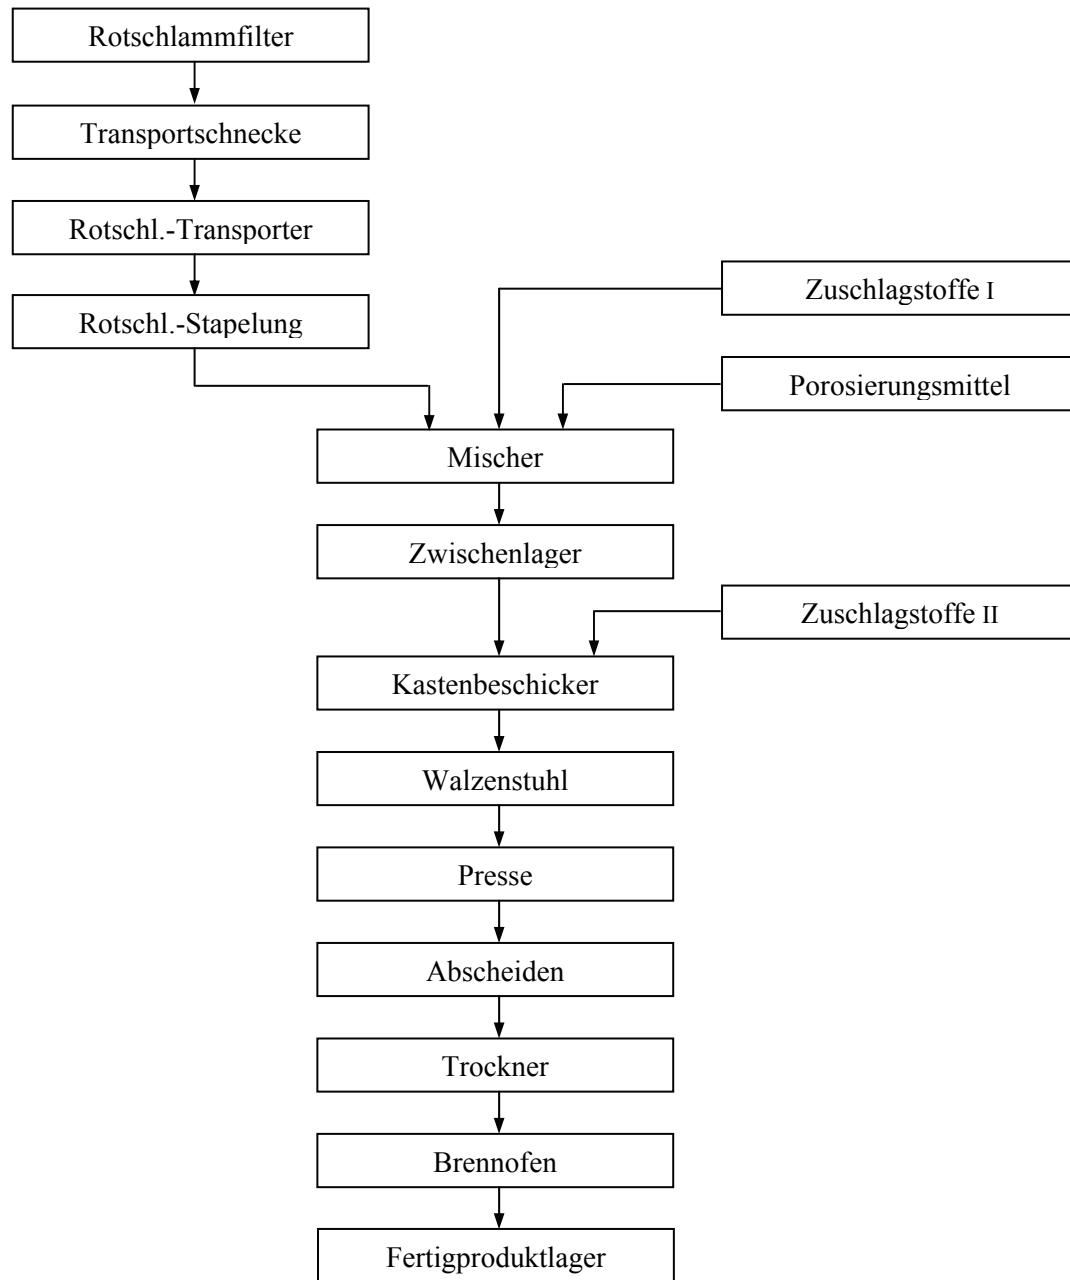 Rotschlammfilter
Transportschnecke
Rotschl.-Transporter
Zuschlagstoffe I
Rotschl.-Stapelung
Porosierungsmittel
Mischer
Zwischenlager
Zuschlagstoffe II
Kastenbeschicker
Walzenstuhl
Presse
Abscheiden
Trockner
Brennofen
Fertigproduktlager